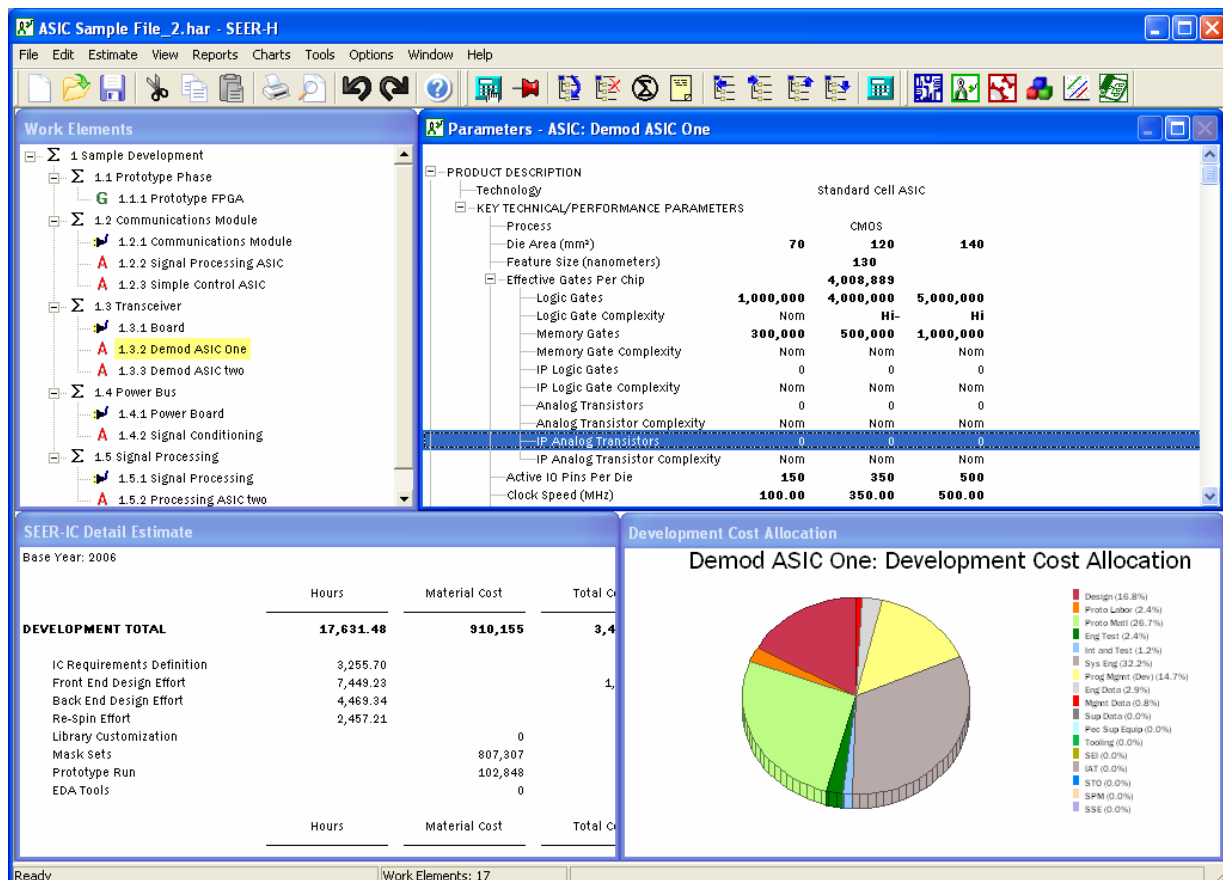 ASIC Sample File_2.har - SEER-H
File Edit Estimate View Reports Charts Tools Options Window Help
Work Elements
1 Sample Development
1.1 Prototype Phase
G 1.1.1 Prototype FPGA
1.2 Communications Module
1.2.1 Communications Module
A 1.2.2 Signal Processing ASIC
A 1.2.3 Simple Control ASIC
1.3 Transceiver
1.3.1 Board
A 1.3.2 Demod ASIC One
A 1.3.3 Demod ASIC two
1.4 Power Bus
1.4.1 Power Board
A 1.4.2 Signal Conditioning
1.5 Signal Processing
1.5.1 Signal Processing
A 1.5.2 Processing ASIC two
Parameters - ASIC: Demod ASIC One
PRODUCT DESCRIPTION
Technology Standard Cell ASIC
KEY TECHNICAL/PERFORMANCE PARAMETERS
Process CMOS
Die Area (mm²) 70 120 140
Feature Size (nanometers) 130
Effective Gates Per Chip 4,008,889
Logic Gates 1,000,000 4,000,000 5,000,000
Logic Gate Complexity Nom Hi- Hi
Memory Gates 300,000 500,000 1,000,000
Memory Gate Complexity Nom Nom Nom
IP Logic Gates 0 0 0
IP Logic Gate Complexity Nom Nom Nom
Analog Transistors 0 0 0
Analog Transistor Complexity Nom Nom Nom
IP Analog Transistors 0 0 0
IP Analog Transistor Complexity Nom Nom Nom
Active IO Pins Per Die 150 350 500
Clock Speed (MHz) 100.00 350.00 500.00
SEER-IC Detail Estimate
Base Year: 2006
Hours Material Cost Total Co
DEVELOPMENT TOTAL 17,631.48 910,155 3,4
IC Requirements Definition 3,255.70
Front End Design Effort 7,449.23 1,
Back End Design Effort 4,469.34
Re-Spin Effort 2,457.21
Library Customization 0
Mask Sets 807,307
Prototype Run 102,848
EDA Tools 0
Hours Material Cost Total Co
Development Cost Allocation
Demod ASIC One: Development Cost Allocation
Design (16.8%)
Proto Labor (2.4%)
Proto Matl (26.7%)
Eng Test (2.4%)
Int and Test (1.2%)
Sys Eng (32.2%)
Prog Mgmt (Dev) (14.7%)
Eng Data (2.9%)
Mgmt Data (0.8%)
Sup Data (0.0%)
Pec Sup Equip (0.0%)
Tooling (0.0%)
SEI (0.0%)
IAT (0.0%)
STO (0.0%)
SPM (0.0%)
SSE (0.0%)
Ready Work Elements: 17